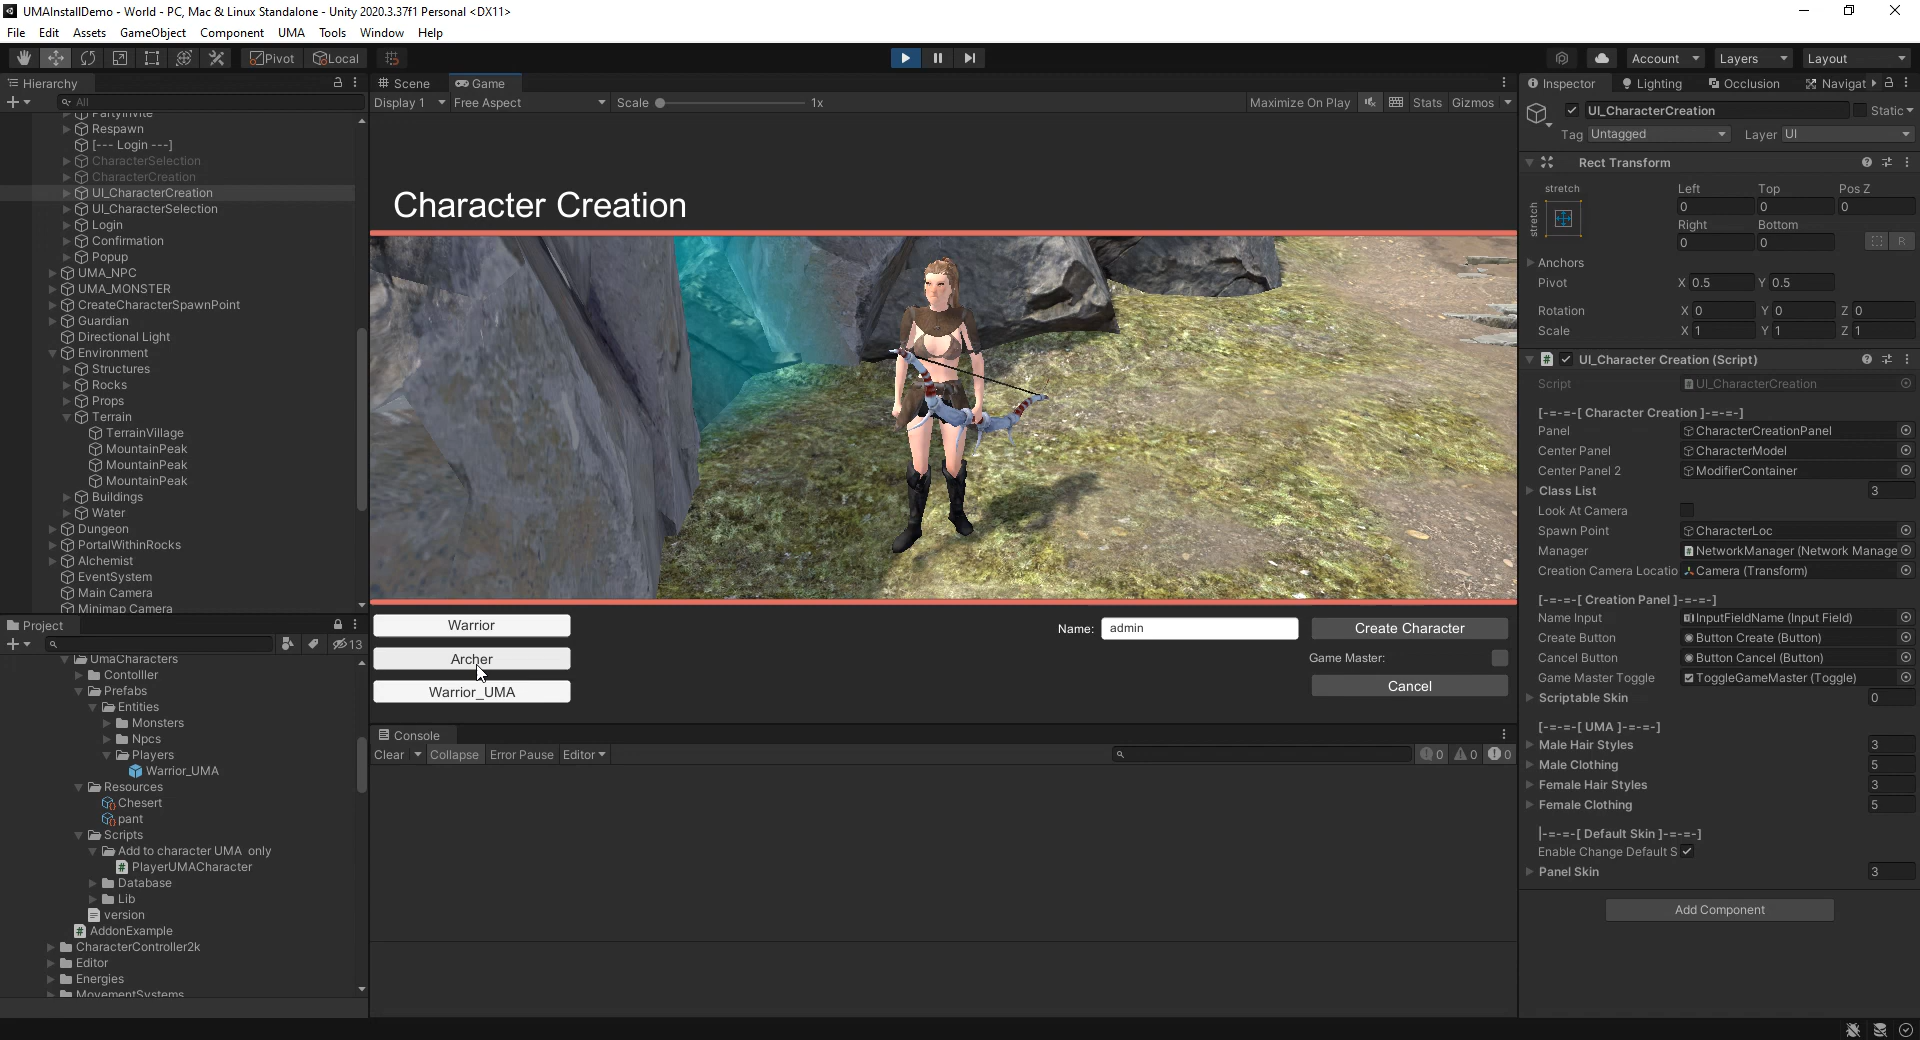 UMAInstallDemo - World - PC, Mac & Linux Standalone - Unity 2020.3.37f1 Personal <DX11>
File Edit Assets GameObject Component UMA Tools Window Help
Pivot Local Account Layers Layout
Hierarchy
All
PartyInvite
Respawn
[--- Login ---]
CharacterSelection
CharacterCreation
UI_CharacterCreation
UI_CharacterSelection
Login
Confirmation
Popup
UMA_NPC
UMA_MONSTER
CreateCharacterSpawnPoint
Guardian
Directional Light
Environment
Structures
Rocks
Props
Terrain
TerrainVillage
MountainPeak
MountainPeak
MountainPeak
Buildings
Water
Dungeon
PortalWithinRocks
Alchemist
EventSystem
Main Camera
Minimap Camera
Project
13
UmaCharacters
Contolller
Prefabs
Entities
Monsters
Npcs
Players
Warrior_UMA
Resources
Chesert
pant
Scripts
Add to character UMA only
PlayerUMACharacter
Database
Lib
version
AddonExample
CharacterController2k
Editor
Energies
MovementSystems
Scene Game
Display 1 Free Aspect Scale 1x Maximize On Play Stats Gizmos
Character Creation
Warrior
Archer
Warrior_UMA
Name: admin Create Character
Game Master:
Cancel
Console
Clear Collapse Error Pause Editor 0 0 0
Inspector Lighting Occlusion Navigat
UI_CharacterCreation Static
Tag Untagged Layer UI
Rect Transform
stretch
stretch
Left Top Pos Z
0 0 0
Right Bottom
0 0 R
Anchors
Pivot X 0.5 Y 0.5
Rotation X 0 Y 0 Z 0
Scale X 1 Y 1 Z 1
UI_Character Creation (Script)
Script UI_CharacterCreation
[-=-=-[ Character Creation ]-=-=-]
Panel CharacterCreationPanel
Center Panel CharacterModel
Center Panel 2 ModifierContainer
Class List 3
Look At Camera
Spawn Point CharacterLoc
Manager NetworkManager (Network Manage
Creation Camera Locatio Camera (Transform)
[-=-=-[ Creation Panel ]-=-=-]
Name Input InputFieldName (Input Field)
Create Button Button Create (Button)
Cancel Button Button Cancel (Button)
Game Master Toggle ToggleGameMaster (Toggle)
Scriptable Skin 0
[-=-=-[ UMA ]-=-=-]
Male Hair Styles 3
Male Clothing 5
Female Hair Styles 3
Female Clothing 5
|-=-=-[ Default Skin ]-=-=-]
Enable Change Default S
Panel Skin 3
Add Component